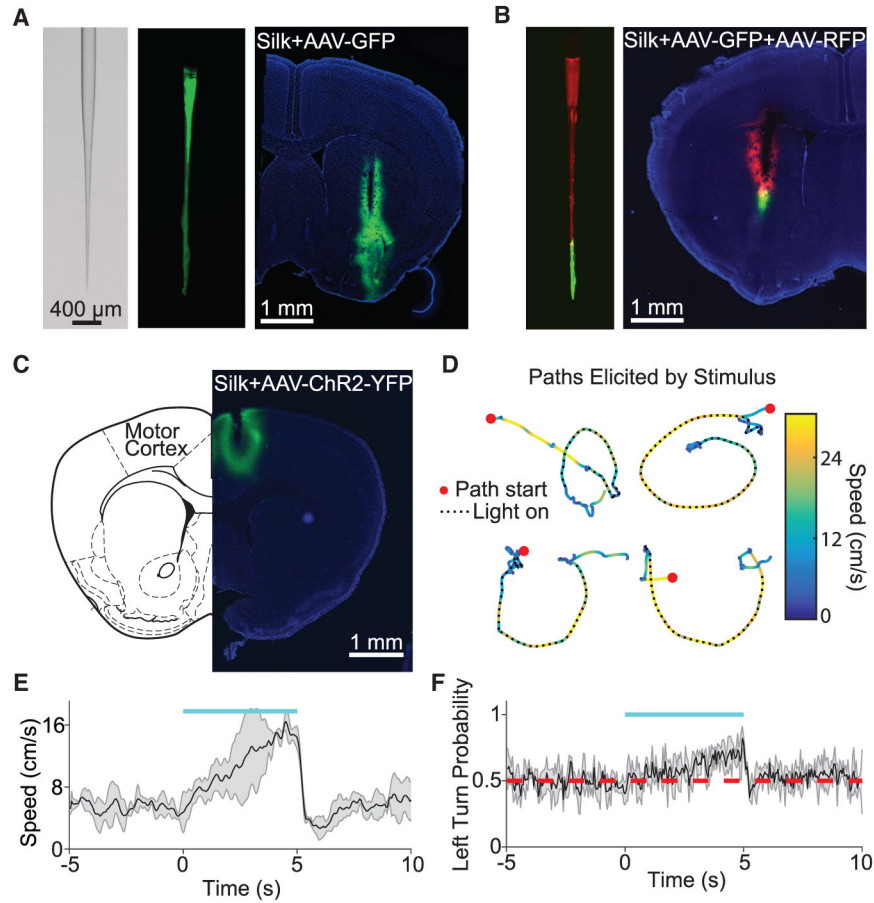 A
Silk+AAV-GFP
400 µm
1 mm
B
Silk+AAV-GFP+AAV-RFP
1 mm
C
Silk+AAV-ChR2-YFP
Motor
Cortex
1 mm
D
Paths Elicited by Stimulus
Path start
Light on
24
12
0
Speed (cm/s)
E
16
8
0
Speed (cm/s)
-5
0
5
10
Time (s)
F
1
0.5
0
Left Turn Probability
-5
0
5
10
Time (s)